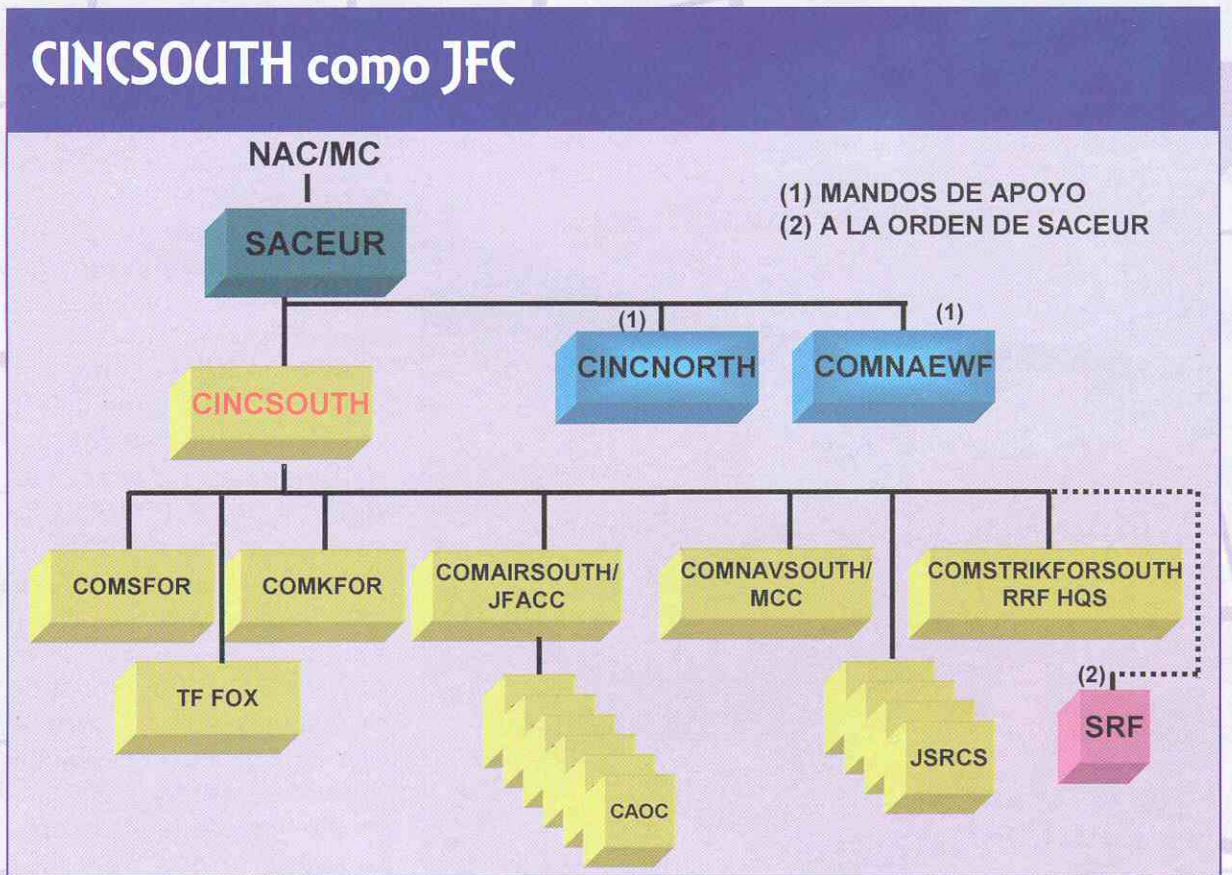 CINCSOUTH como JFC
NAC/MC
(1) MANDOS DE APOYO
(2) A LA ORDEN DE SACEUR
SACEUR
(1)
(1)
CINCNORTH
COMNAEWF
CINCSOUTH
COMSFOR
COMKFOR
COMAIRSOUTH/
JFACC
COMNAVSOUTH/
MCC
COMSTRIKFORSOUTH
RRF HQS
TF FOX
(2)
SRF
JSRCS
CAOC